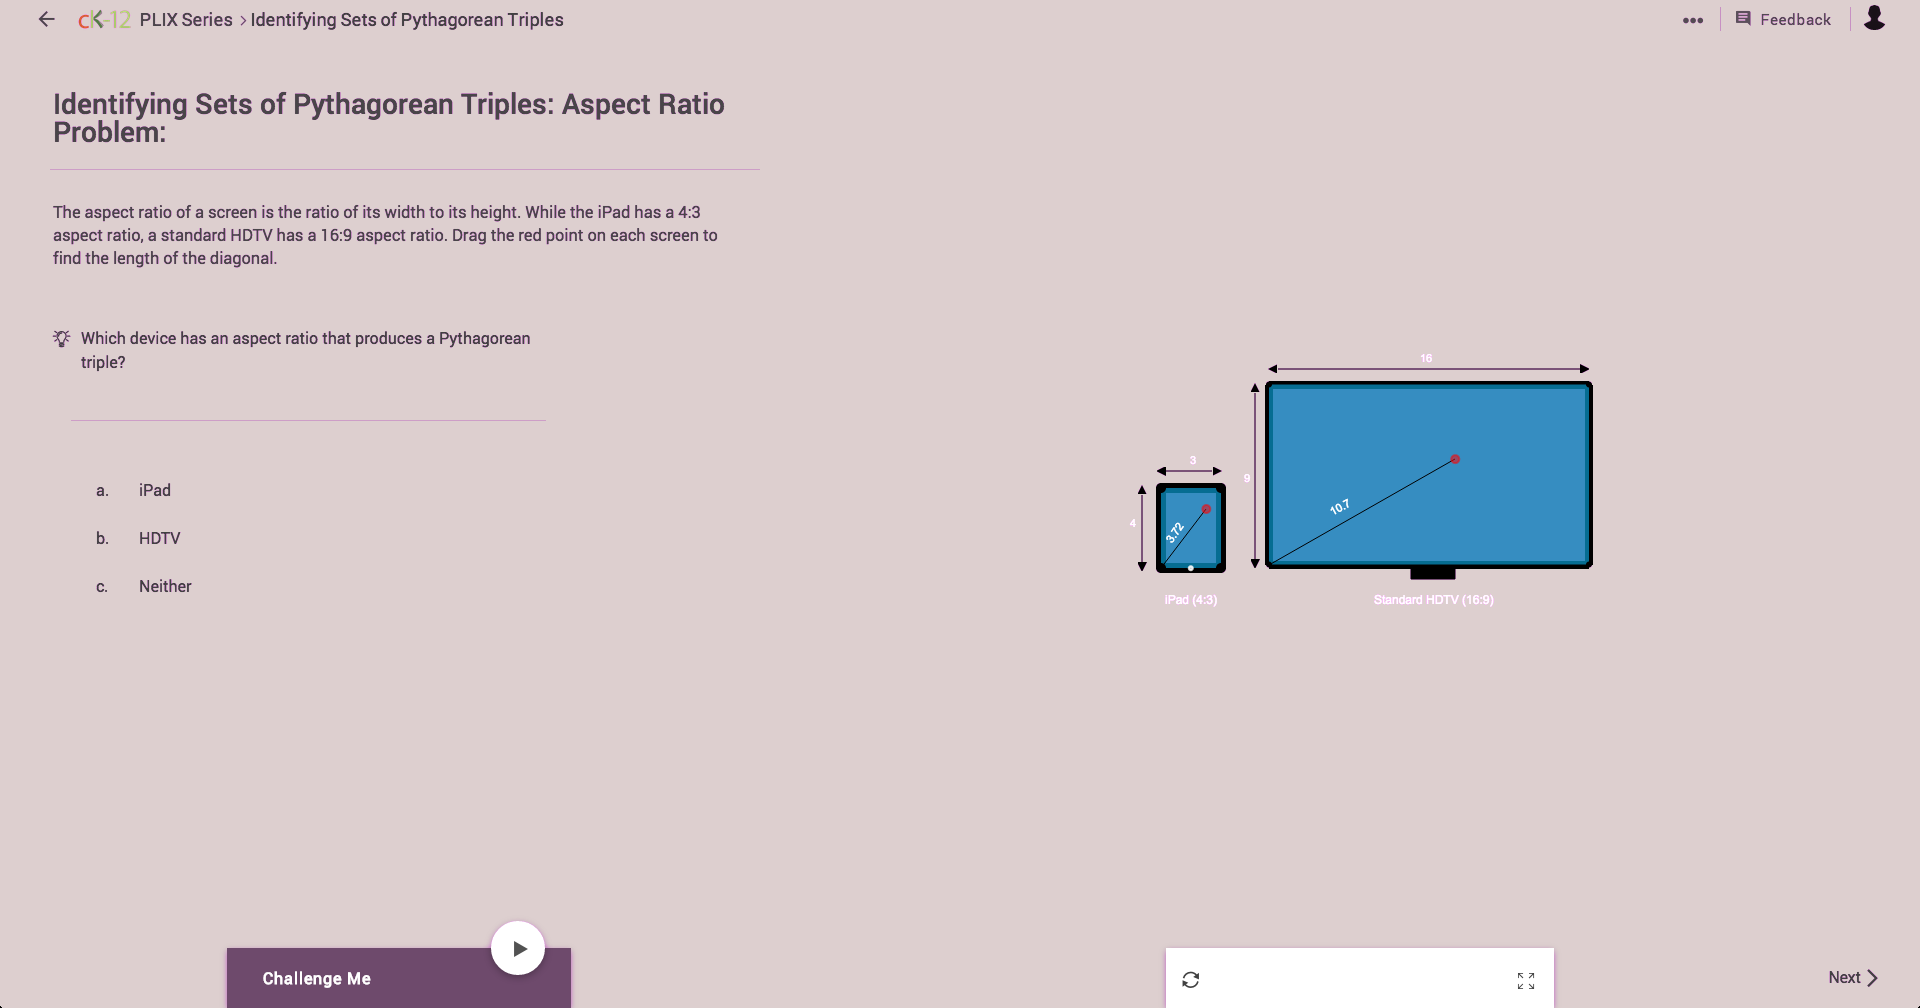 cK-12 PLIX Series > Identifying Sets of Pythagorean Triples
Feedback
Identifying Sets of Pythagorean Triples: Aspect Ratio
Problem:
The aspect ratio of a screen is the ratio of its width to its height. While the iPad has a 4:3
aspect ratio, a standard HDTV has a 16:9 aspect ratio. Drag the red point on each screen to
find the length of the diagonal.
Which device has an aspect ratio that produces a Pythagorean
triple?
a. iPad
b. HDTV
c. Neither
16
3
9
4
10.7
3.72
iPad (4:3)
Standard HDTV (16:9)
Challenge Me
Next